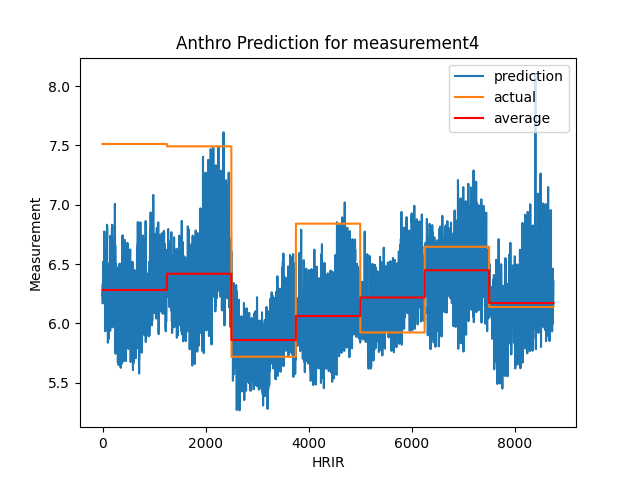 Anthro Prediction for measurement4
prediction
actual
average
8.0
7.5
7.0
6.5
6.0
5.5
Measurement
0
2000
4000
6000
8000
HRIR